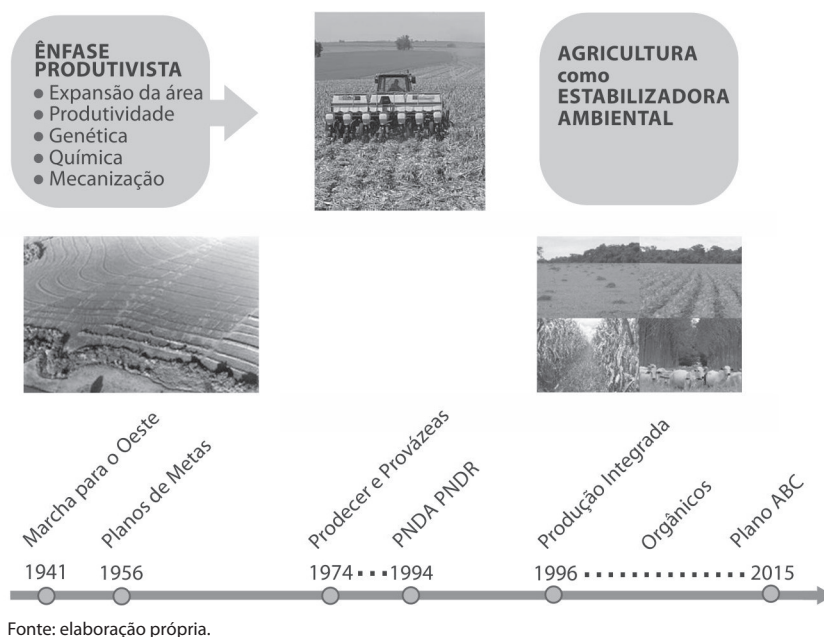 ÊNFASE
PRODUTIVISTA
● Expansão da área
● Produtividade
● Genética
● Química
● Mecanização
AGRICULTURA
como
ESTABILIZADORA
AMBIENTAL
Marcha para o Oeste
Planos de Metas
Prodecer e Provázeas
PNDA PNDR
Produção Integrada
Orgânicos
Plano ABC
1941
1956
1974
1994
1996
2015
Fonte: elaboração própria.